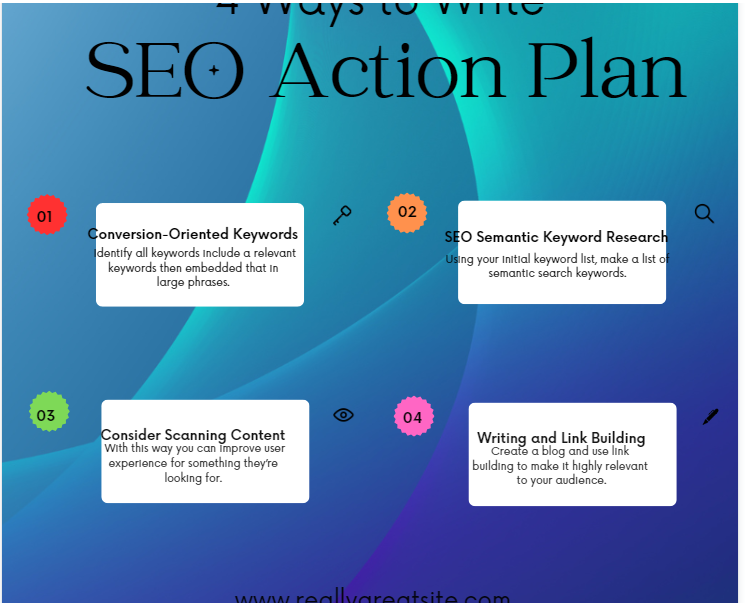 4 Ways to Write
SEO Action Plan
01
Conversion-Oriented Keywords
Identify all keywords include a relevant
keywords then embedded that in
large phrases.
02
SEO Semantic Keyword Research
Using your initial keyword list, make a list of
semantic search keywords.
03
Consider Scanning Content
With this way you can improve user
experience for something they're
looking for.
04
Writing and Link Building
Create a blog and use link
building to make it highly relevant
to your audience.
www.reallygreatsite.com